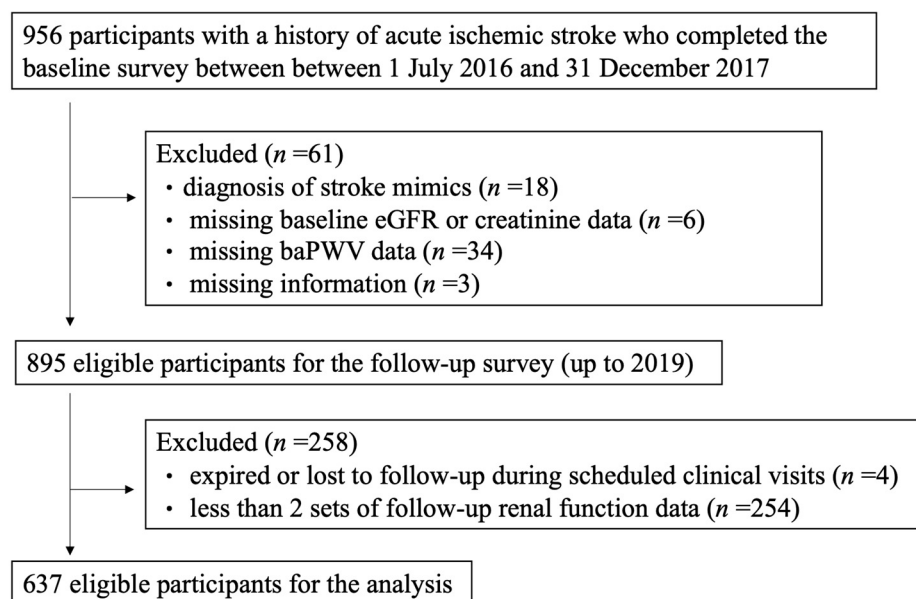 956 participants with a history of acute ischemic stroke who completed the
baseline survey between between 1 July 2016 and 31 December 2017
Excluded (n =61)
・diagnosis of stroke mimics (n =18)
・ missing baseline eGFR or creatinine data (n =6)
・ missing baPWV data (n =34)
・ missing information (n =3)
895 eligible participants for the follow-up survey (up to 2019)
Excluded (n =258)
・ expired or lost to follow-up during scheduled clinical visits (n =4)
・ less than 2 sets of follow-up renal function data (n =254)
637 eligible participants for the analysis